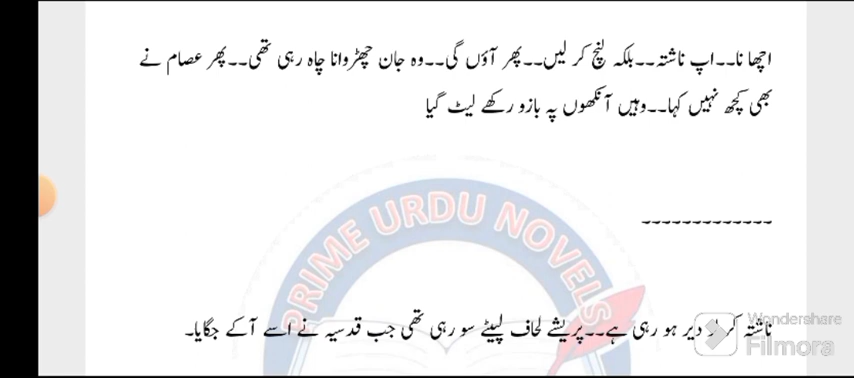 اچھا نا۔۔اپ ناشتہ۔۔بلکہ لنچ کر لیں۔۔پھر آؤں گی۔۔وہ جان چھڑوانا چاہ رہی تھی۔۔پھر عصام نے
بھی کچھ نہیں کہا۔۔وہیں آنکھوں پہ بازو رکھے لیٹ گیا
-------------
PRIME URDU NOVELS
ناشتہ کر لو دیر ہو رہی ہے۔۔پریشے لحاف لپیٹے سو رہی تھی جب قدسیہ نے اسے آکے جگایا۔
Wondershare
Filmora